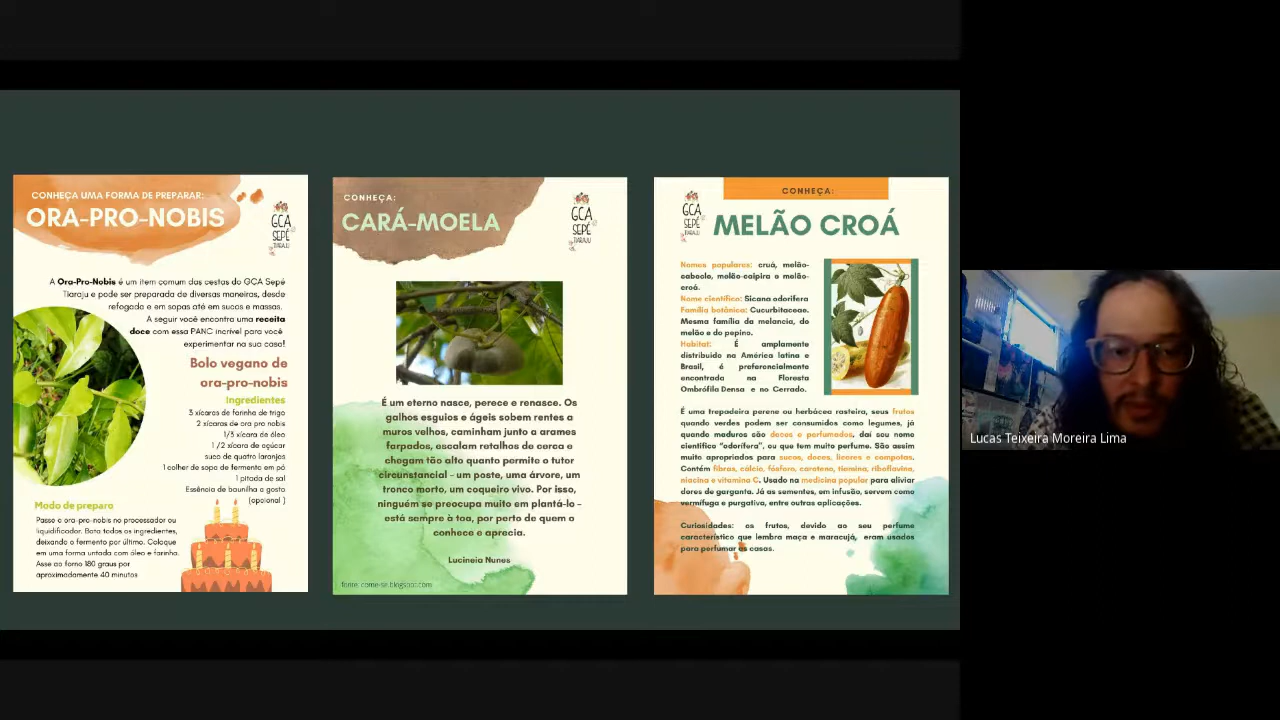 CONHEÇA UMA FORMA DE PREPARAR:
ORA-PRO-NOBIS
GCA
SEPÉ
TIARAJU
A Ora-Pro-Nobis é um item comum das cestas do GCA Sepé
Tiaraju e pode ser preparada de diversas maneiras, desde
refogada e em sopas até em sucos e massas.
A seguir você encontra uma receita
doce com essa PANC incrível para você
experimentar na sua casa!
Bolo vegano de
ora-pro-nobis
Ingredientes
3 xícaras de farinha de trigo
2 xícaras de ora pro nobis
1/3 xícara de óleo
1 /2 xícara de açúcar
suco de quatro laranjas
1 colher de sopa de fermento em pó
1 pitada de sal
Essência de baunilha a gosto
(opcional )
Modo de preparo
Passe o ora-pro-nobis no processador ou
liquidificador. Bata todos os ingredientes,
deixando o fermento por último. Coloque
em uma forma untada com óleo e farinha.
Asse ao forno 180 graus por
aproximadamente 40 minutos
CONHEÇA:
CARÁ-MOELA
GCA
SEPÉ
TIARAJU
É um eterno nasce, perece e renasce. Os
galhos esguios e ágeis sobem rentes a
muros velhos, caminham junto a arames
farpados, escalam retalhos de cerca e
chegam tão alto quanto permite o tutor
circunstancial – um poste, uma árvore, um
tronco morto, um coqueiro vivo. Por isso,
ninguém se preocupa muito em plantá-lo –
está sempre à toa, por perto de quem o
conhece e aprecia.
Lucineia Nunes
fonte: come-se.blogspot.com
CONHEÇA:
GCA
SEPÉ
TIARAJU
MELÃO CROÁ
Nomes populares: cruá, melão-
caboclo, melão-caipira e melão-
croá.
Nome científico: Sicana odorifera
Família botânica: Cucurbitaceae.
Mesma família da melancia, do
melão e do pepino.
Habitat: É amplamente
distribuído na América latina e
Brasil, é preferencialmente
encontrada na Floresta
Ombrófila Densa e no Cerrado.
É uma trepadeira perene ou herbácea rasteira, seus frutos
quando verdes podem ser consumidos como legumes, já
quando maduros são doces e perfumados, daí seu nome
científico "odorífera", ou que tem muito perfume. São assim
muito apropriados para sucos, doces, licores e compotas.
Contém fibras, cálcio, fósforo, caroteno, tiamina, riboflavina,
niacina e vitamina C. Usado na medicina popular para aliviar
dores de garganta. Já as sementes, em infusão, servem como
vermífuga e purgativa, entre outras aplicações.
Curiosidades: os frutos, devido ao seu perfume
característico que lembra maça e maracujá, eram usados
para perfumar as casas.
Lucas Teixeira Moreira Lima